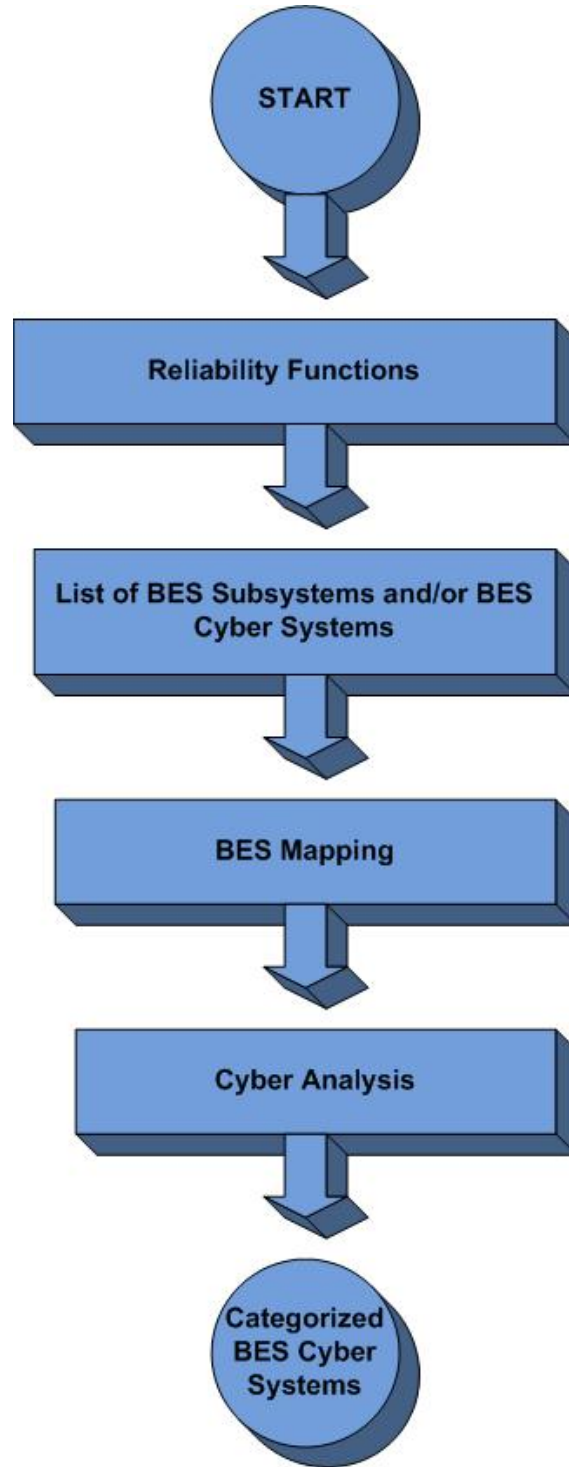 START
Reliability Functions
List of BES Subsystems and/or BES
Cyber Systems
BES Mapping
Cyber Analysis
Categorized
BES Cyber
Systems